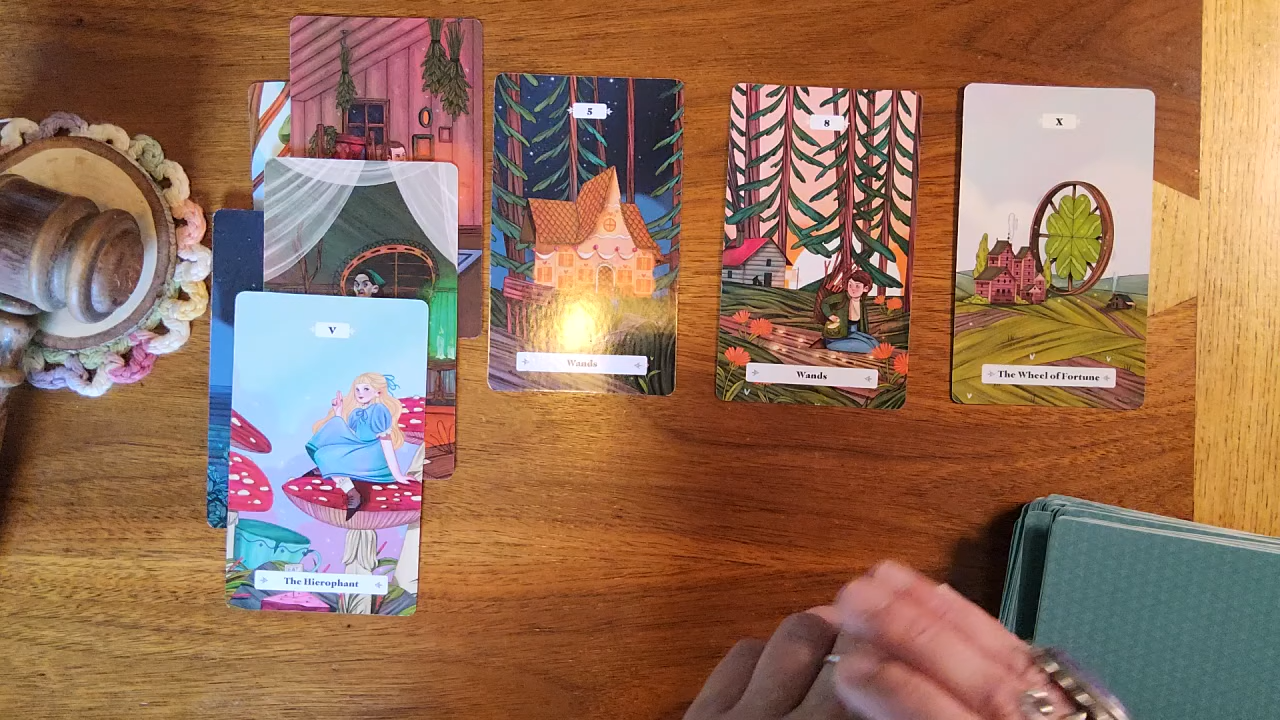 5
Wands
8
Wands
X
The Wheel of Fortune
V
The Hierophant